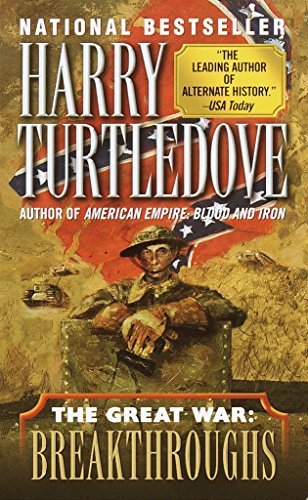 NATIONAL BESTSELLER
HARRY
TURTLEDOVE
"THE
LEADING AUTHOR
OF
ALTERNATE HISTORY."
—USA Today
AUTHOR OF AMERICAN EMPIRE: BLOOD AND IRON
THE GREAT WAR:
BREAKTHROUGHS